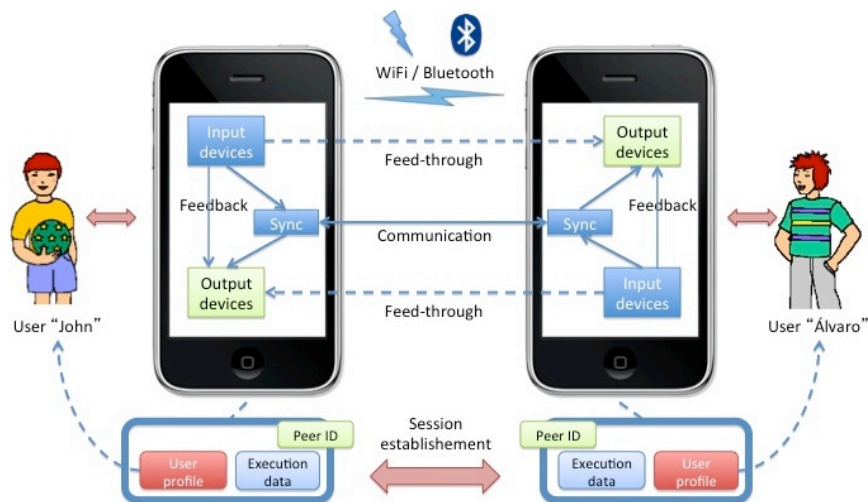 WiFi / Bluetooth
Input
devices
Output
devices
Feed-through
Feedback
Feedback
Sync
Sync
Communication
Output
devices
Input
devices
Feed-through
User “John”
User “Álvaro”
Session
establishement
Peer ID
Peer ID
User
profile
Execution
data
Execution
data
User
profile